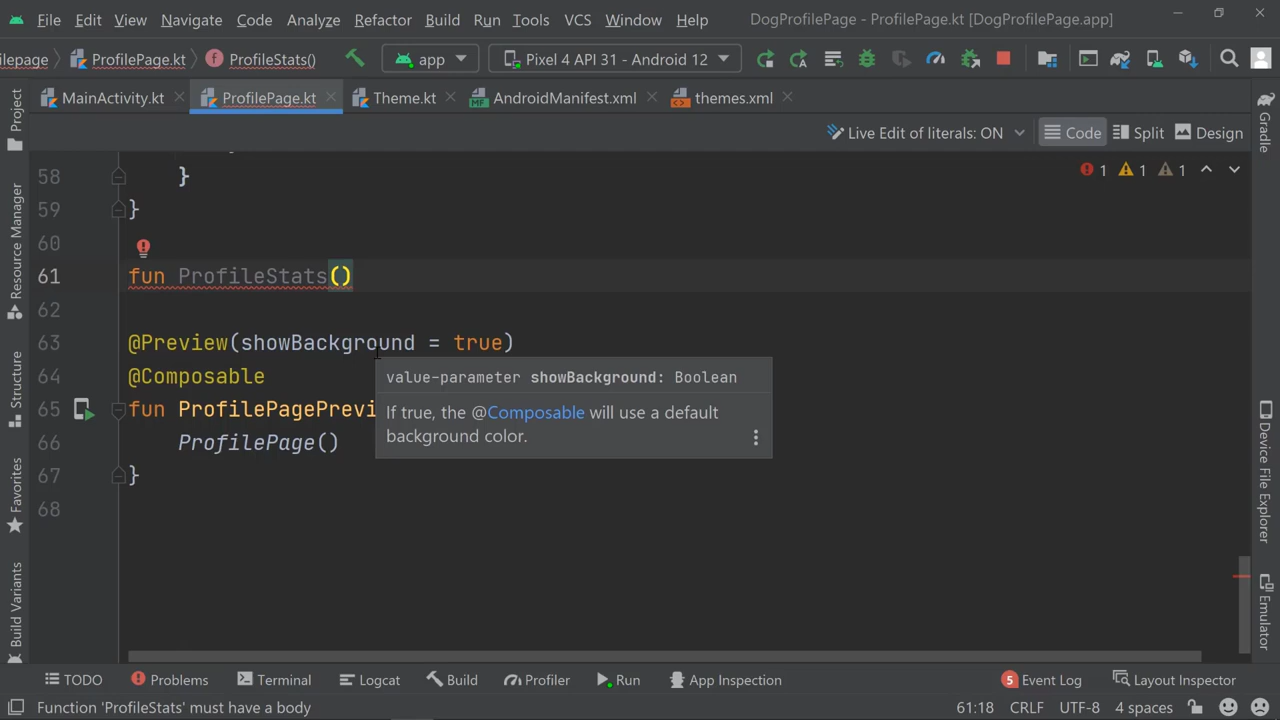 File Edit View Navigate Code Analyze Refactor Build Run Tools VCS Window Help DogProfilePage - ProfilePage.kt [DogProfilePage.app]
ilepage ProfilePage.kt ProfileStats() app Pixel 4 API 31 - Android 12
MainActivity.kt ProfilePage.kt Theme.kt AndroidManifest.xml themes.xml
Live Edit of literals: ON Code Split Design
1 1 1
58 }
59 }
60
61 fun ProfileStats()
62
63 @Preview(showBackground = true)
64 @Composable
65 fun ProfilePagePrevi
66 ProfilePage()
67 }
68
value-parameter showBackground: Boolean
If true, the @Composable will use a default
background color.
Project
Resource Manager
Structure
Favorites
Build Variants
Gradle
Device File Explorer
Emulator
TODO Problems Terminal Logcat Build Profiler Run App Inspection 5 Event Log Layout Inspector
Function 'ProfileStats' must have a body 61:18 CRLF UTF-8 4 spaces